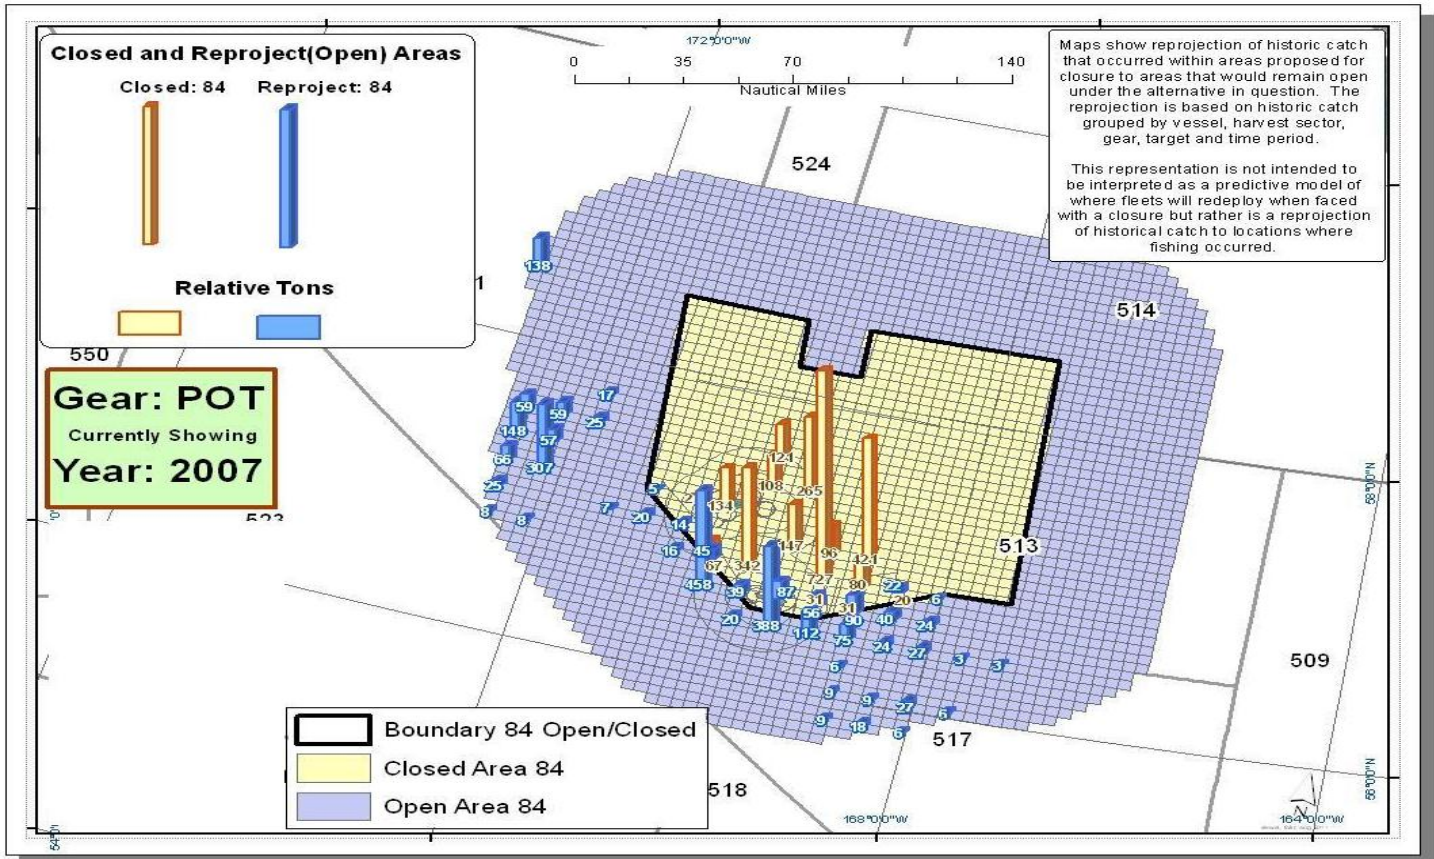 Closed and Reproject(Open) Areas
Closed: 84 Reproject: 84
Relative Tons
550
Gear: POT
Currently Showing
Year: 2007
523
172°0'0"W
0 35 70 140
Nautical Miles
Maps show reprojection of historic catch
that occurred within areas proposed for
closure to areas that would remain open
under the alternative in question. The
reprojection is based on historic catch
grouped by vessel, harvest sector,
gear, target and time period.
This representation is not intended to
be interpreted as a predictive model of
where fleets will redeploy when faced
with a closure but rather is a reprojection
of historical catch to locations where
fishing occurred.
524
138
1
514
17
59
59
25
148
57
66
307
25
8
8
7
20
5
14
16
45
458
67
134
342
121
108
265
147
96
727
421
80
513
58°0'0"N
39
87
31
31
22
20
6
20
388
56
112
90
75
40
24
24
27
3
3
6
9
9
27
6
9
18
6
509
517
518
Boundary 84 Open/Closed
Closed Area 84
Open Area 84
56°0'0"N
168°0'0"W
164°0'0"W
N